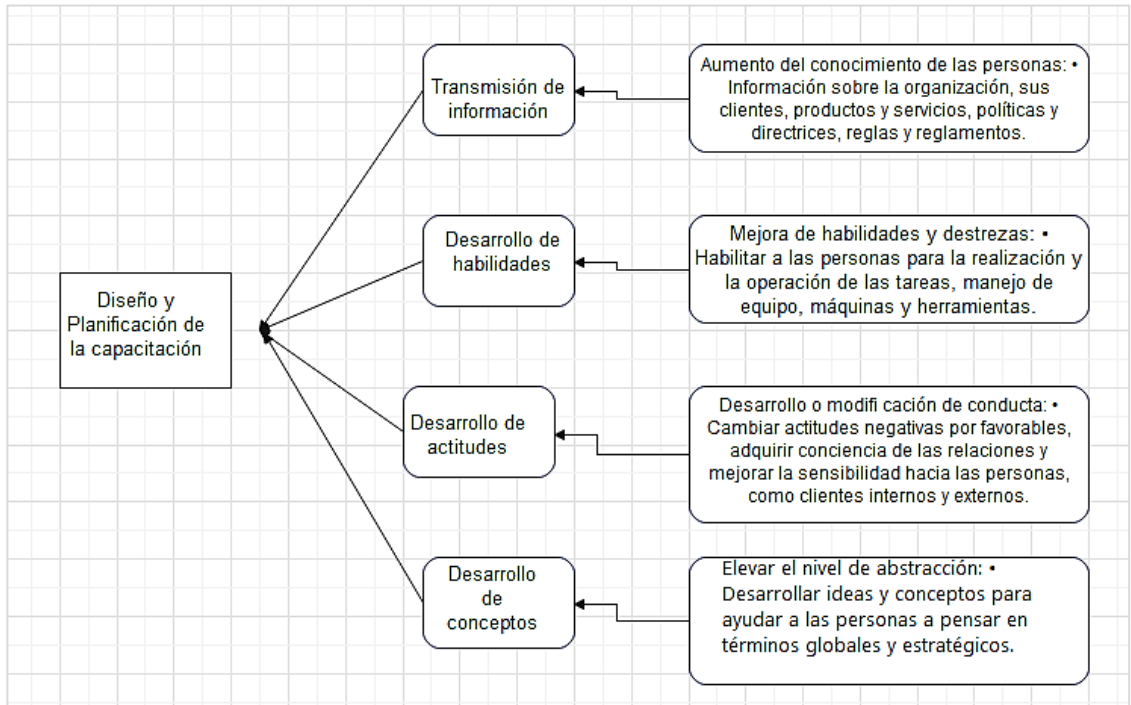 Diseño y
Planificación de
la capacitación
Transmisión de
información
Aumento del conocimiento de las personas: •
Información sobre la organización, sus
clientes, productos y servicios, políticas y
directrices, reglas y reglamentos.
Desarrollo de
habilidades
Mejora de habilidades y destrezas: •
Habilitar a las personas para la realización y
la operación de las tareas, manejo de
equipo, máquinas y herramientas.
Desarrollo de
actitudes
Desarrollo o modifi cación de conducta: •
Cambiar actitudes negativas por favorables,
adquirir conciencia de las relaciones y
mejorar la sensibilidad hacia las personas,
como clientes internos y externos.
Desarrollo
de
conceptos
Elevar el nivel de abstracción: •
Desarrollar ideas y conceptos para
ayudar a las personas a pensar en
términos globales y estratégicos.